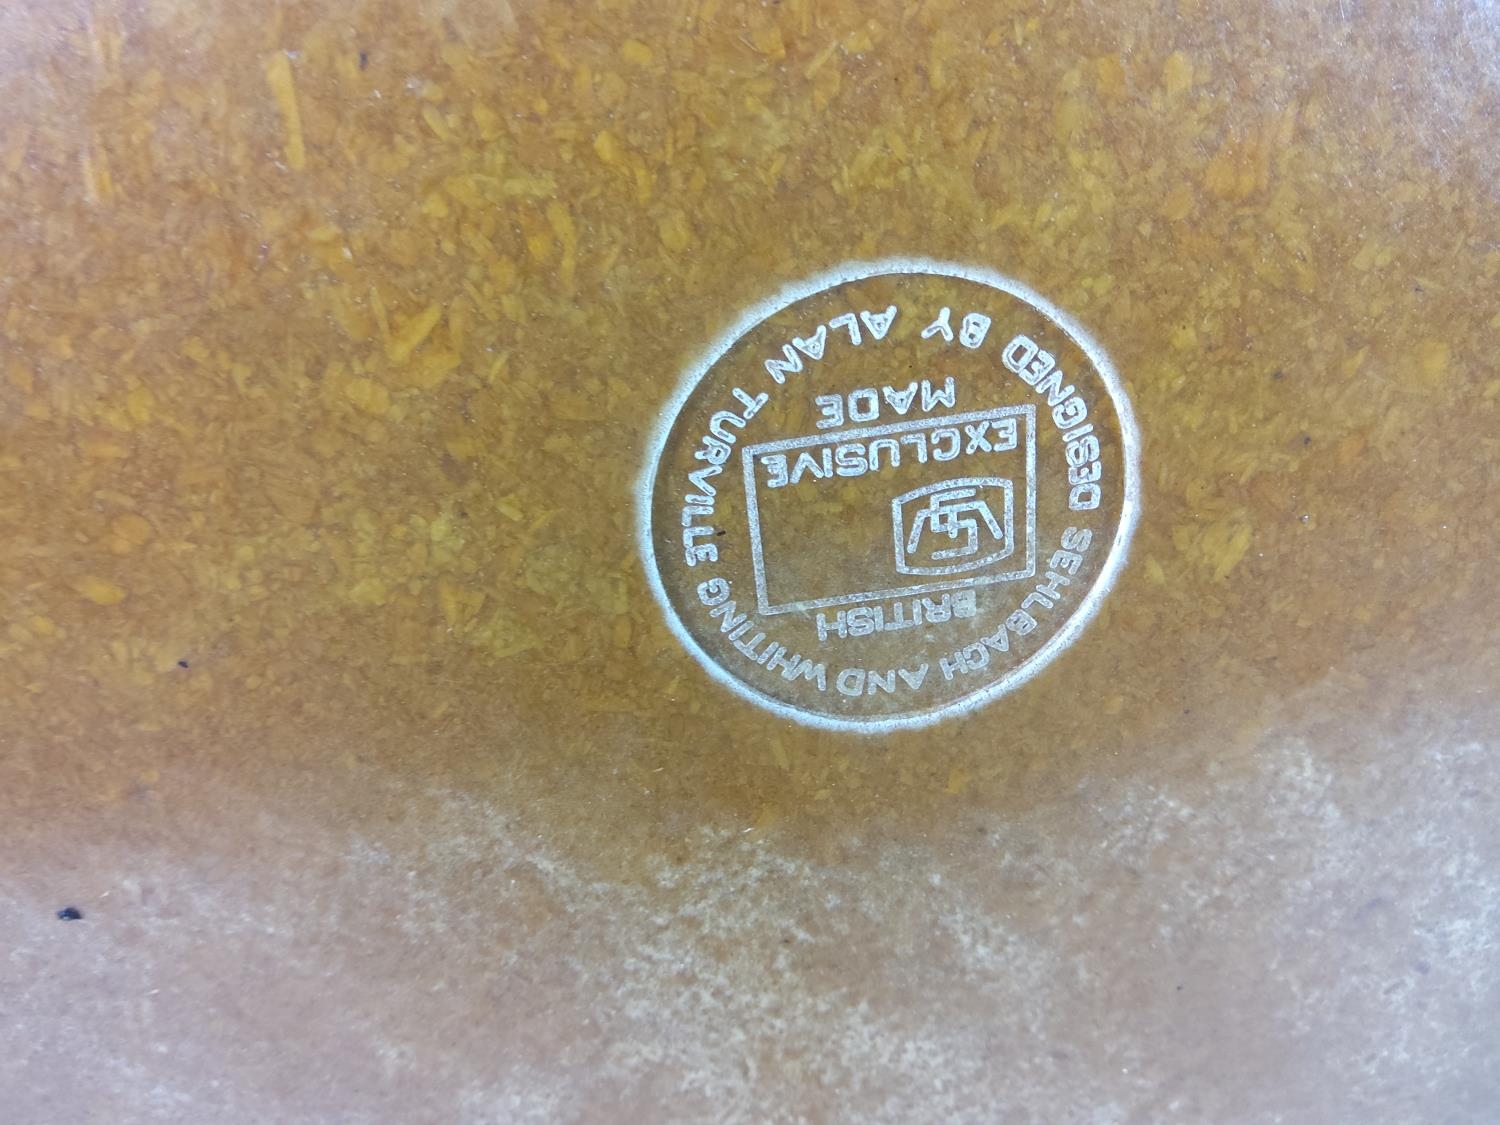 SEHLBACH AND WHITING
BRITISH
EXCLUSIVE
MADE
DESIGNED BY ALAN TURVILLE